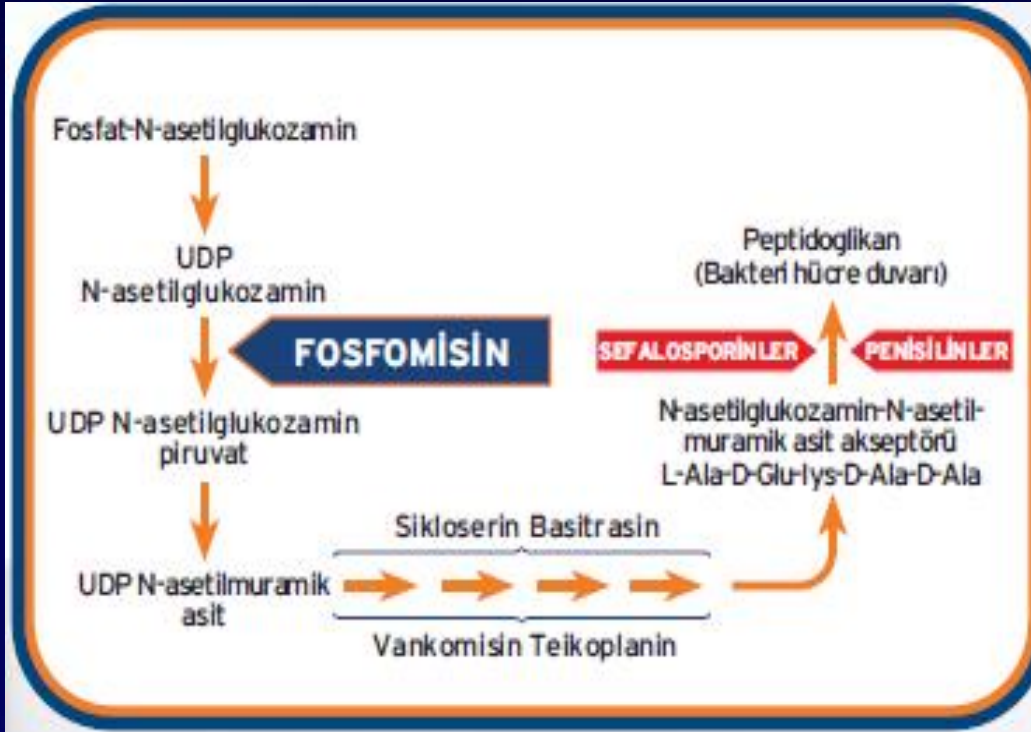 Fosfat-N-asetilglukozamin
UDP
N-asetilglukozamin
FOSFOMİSİN
UDP N-asetilglukozamin
piruvat
UDP N-asetilmuramik
asit
Sikloserin Basitrasin
Vankomisin Teikoplanin
Peptidoglikan
(Bakteri hücre duvarı)
SEFALOSPORİNLER
PENİSİLİNLER
N-asetilglukozamin-N-asetil-
muramik asit akseptörü
L-Ala-D-Glu-lys-D-Ala-D-Ala